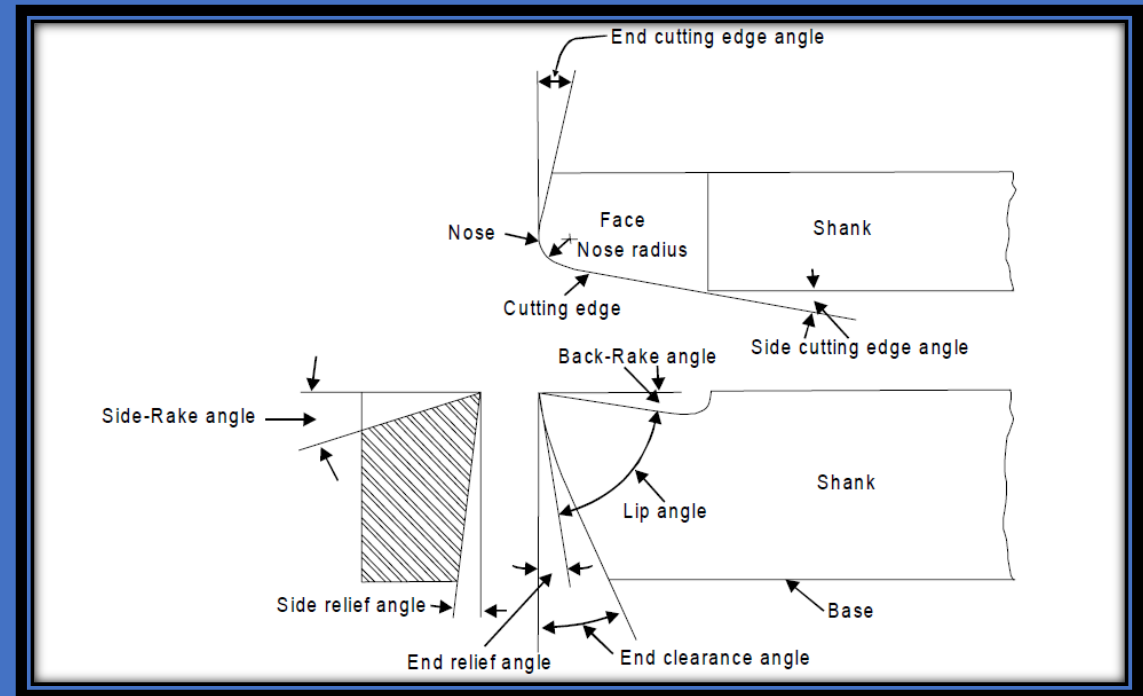 End cutting edge angle
Face
Shank
Nose
Nose radius
Cutting edge
Side cutting edge angle
Back-Rake angle
Side-Rake angle
Shank
Lip angle
Side relief angle
Base
End relief angle
End clearance angle